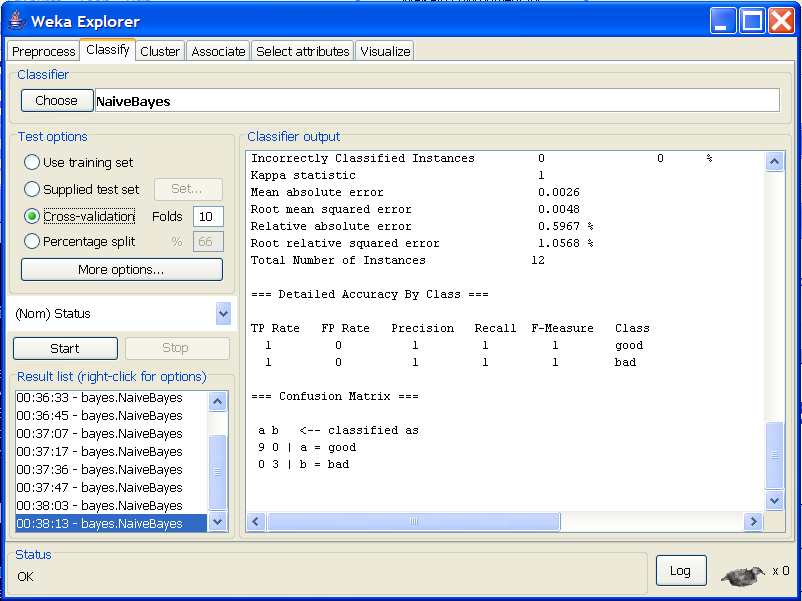 Weka Explorer
Preprocess Classify Cluster Associate Select attributes Visualize
Classifier
Choose NaiveBayes
Test options
Use training set
Supplied test set Set...
Cross-validation Folds 10
Percentage split % 66
More options...
(Nom) Status
Start Stop
Result list (right-click for options)
00:36:33 - bayes.NaiveBayes
00:36:45 - bayes.NaiveBayes
00:37:07 - bayes.NaiveBayes
00:37:17 - bayes.NaiveBayes
00:37:36 - bayes.NaiveBayes
00:37:47 - bayes.NaiveBayes
00:38:03 - bayes.NaiveBayes
00:38:13 - bayes.NaiveBayes
Classifier output
Incorrectly Classified Instances 0 0 %
Kappa statistic 1
Mean absolute error 0.0026
Root mean squared error 0.0048
Relative absolute error 0.5967 %
Root relative squared error 1.0568 %
Total Number of Instances 12
=== Detailed Accuracy By Class ===
TP Rate FP Rate Precision Recall F-Measure Class
1 0 1 1 1 good
1 0 1 1 1 bad
=== Confusion Matrix ===
a b <-- classified as
9 0 | a = good
0 3 | b = bad
Status
OK
Log
x 0